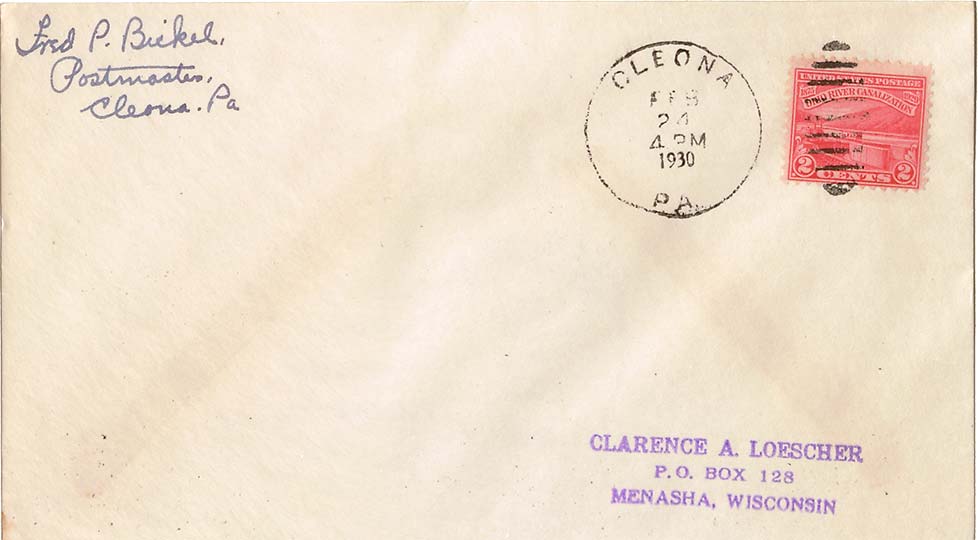 Fred P. Bickel,
Postmaster,
Cleona. Pa
CLEONA
FEB
24
4 PM
1930
PA.
UNITED STATES POSTAGE
OHIO RIVER CANALIZATION
1929
2 CENTS 2
CLARENCE A. LOESCHER
P.O. BOX 128
MENASHA, WISCONSIN